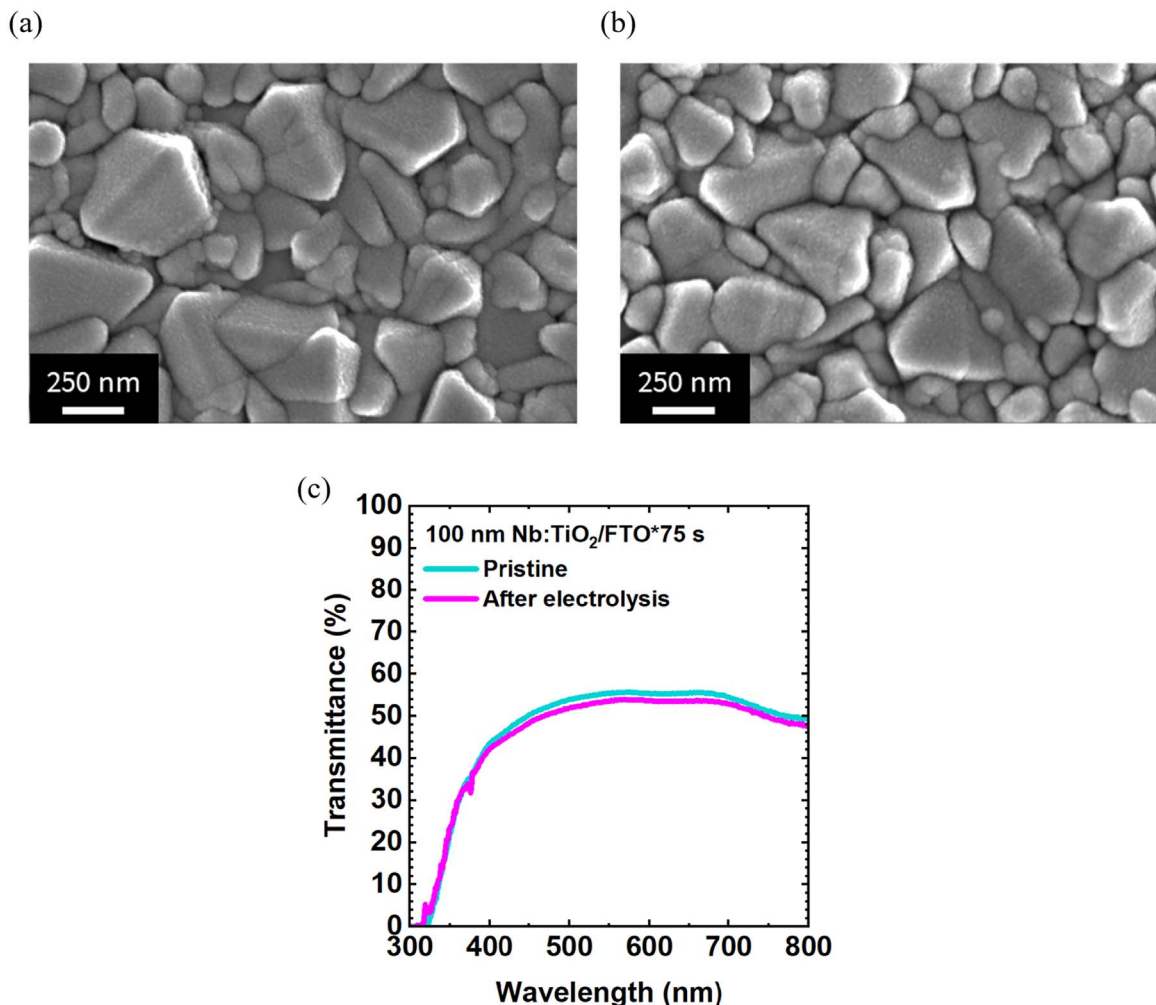 (a)
(b)
250 nm
250 nm
(c)
100 nm Nb:TiO₂/FTO*75 s
Pristine
After electrolysis
Transmittance (%)
100
90
80
70
60
50
40
30
20
10
0
300 400 500 600 700 800
Wavelength (nm)